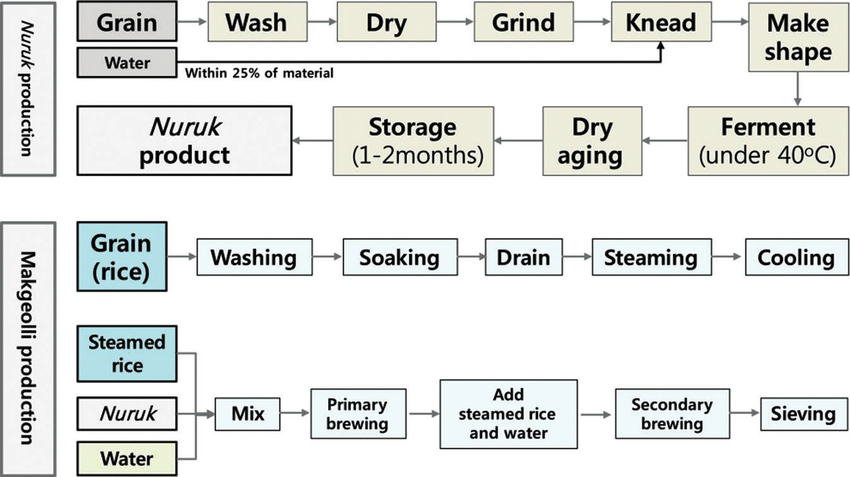 Nuruk production
Grain
Wash
Dry
Grind
Knead
Make
shape
Water
Within 25% of material
Nuruk
product
Storage
(1-2months)
Dry
aging
Ferment
(under 40ºC)
Makgeolli production
Grain
(rice)
Washing
Soaking
Drain
Steaming
Cooling
Steamed
rice
Nuruk
Water
Mix
Primary
brewing
Add
steamed rice
and water
Secondary
brewing
Sieving